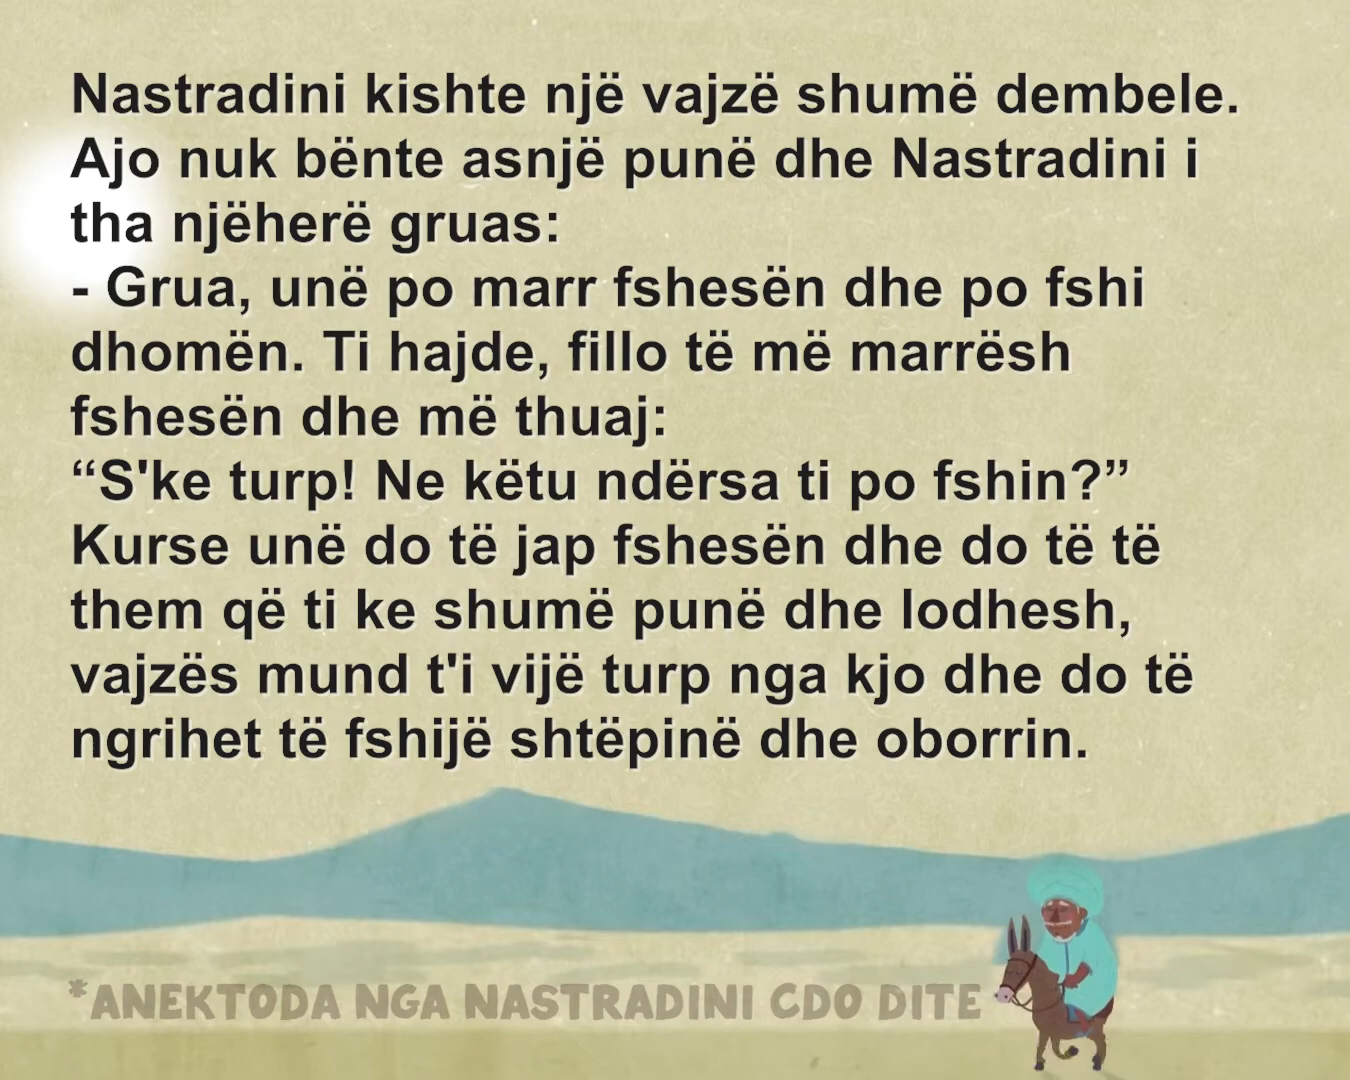 Nastradini kishte një vajzë shumë dembele.
Ajo nuk bënte asnjë punë dhe Nastradini i
tha njëherë gruas:
- Grua, unë po marr fshesën dhe po fshi
dhomën. Ti hajde, fillo të më marrësh
fshesën dhe më thuaj:
“S'ke turp! Ne këtu ndërsa ti po fshin?”
Kurse unë do të jap fshesën dhe do të të
them që ti ke shumë punë dhe lodhesh,
vajzës mund t'i vijë turp nga kjo dhe do të
ngrihet të fshijë shtëpinë dhe oborrin.
*ANEKTODA NGA NASTRADINI CDO DITE